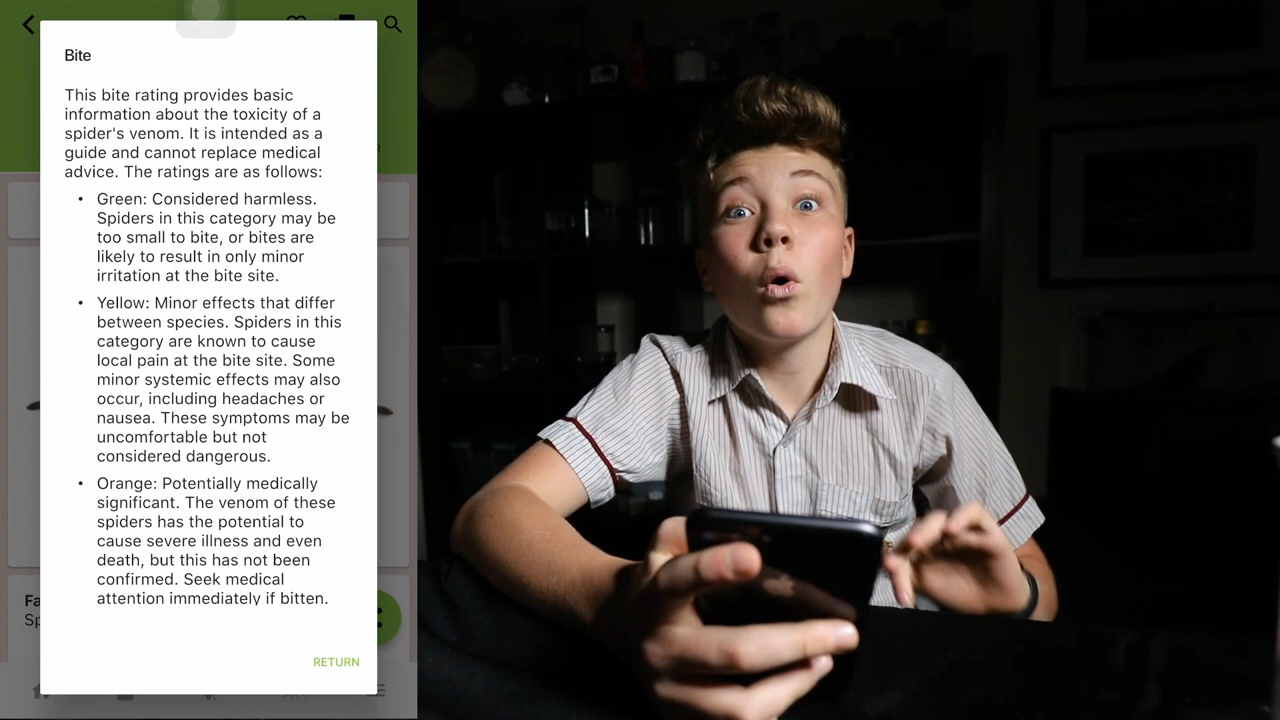 Bite
This bite rating provides basic
information about the toxicity of a
spider's venom. It is intended as a
guide and cannot replace medical
advice. The ratings are as follows:
• Green: Considered harmless.
Spiders in this category may be
too small to bite, or bites are
likely to result in only minor
irritation at the bite site.
• Yellow: Minor effects that differ
between species. Spiders in this
category are known to cause
local pain at the bite site. Some
minor systemic effects may also
occur, including headaches or
nausea. These symptoms may be
uncomfortable but not
considered dangerous.
• Orange: Potentially medically
significant. The venom of these
spiders has the potential to
cause severe illness and even
death, but this has not been
confirmed. Seek medical
attention immediately if bitten.
RETURN